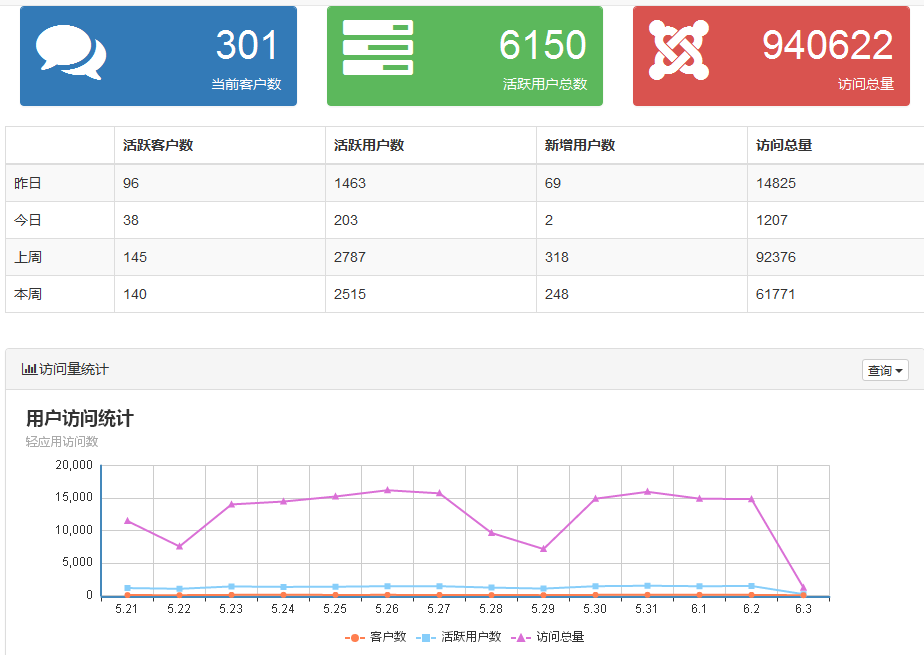 301
当前客户数
6150
活跃用户总数
940622
访问总量
活跃客户数 活跃用户数 新增用户数 访问总量
昨日 96 1463 69 14825
今日 38 203 2 1207
上周 145 2787 318 92376
本周 140 2515 248 61771
访问量统计 查询
用户访问统计
轻应用访问数
20,000
15,000
10,000
5,000
0
5.21 5.22 5.23 5.24 5.25 5.26 5.27 5.28 5.29 5.30 5.31 6.1 6.2 6.3
客户数 活跃用户数 访问总量